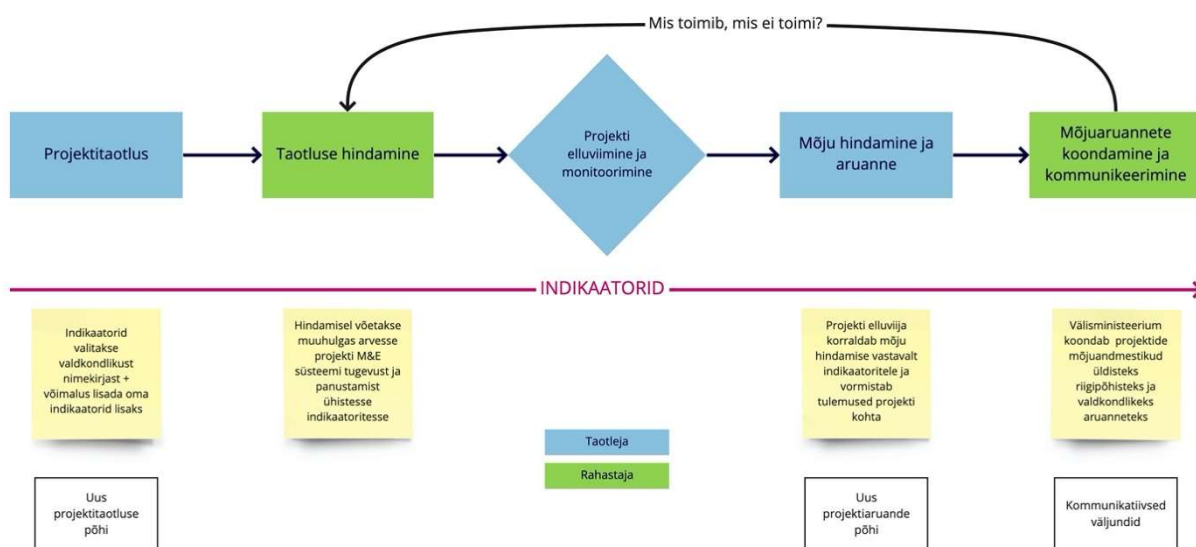 Mis toimib, mis ei toimi?
Projektitaotlus
Taotluse hindamine
Projekti
elluviimine ja
monitoorimine
Mõju hindamine ja
aruanne
Mõjuaruannete
koondamine ja
kommunikeerimine
INDIKAATORID
Indikaatorid
valitakse
valdkondlikust
nimekirjast +
võimalus lisada oma
indikaatorid lisaks
Hindamisel võetakse
muuhulgas arvesse
projekti M&E
süsteemi tugevust ja
panustamist
ühistesse
indikaatoritesse
Projekti elluviija
korraldab mõju
hindamise vastavalt
indikaatoritele ja
vormistab
tulemused projekti
kohta
Välisministeerium
koondab projektide
mõjuandmestikud
üldisteks
riigipõhisteks ja
valdkondlikeks
aruanneteks
Taotleja
Rahastaja
Uus
projektitaotluse
põhi
Uus
projektiaruande
põhi
Kommunikatiivsed
väljundid